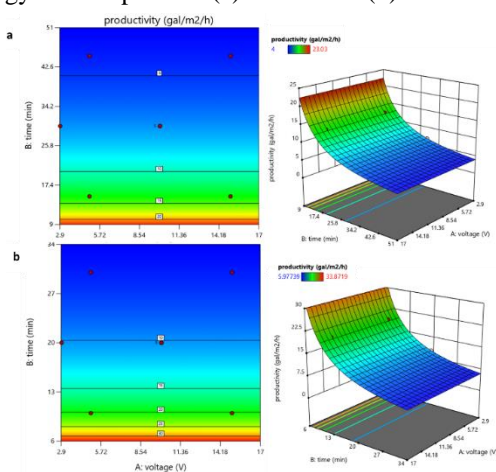 productivity (gal/m2/h)
a
51
42.6
34.2
25.8
17.4
9
B: time (min)
2.9 5.72 8.54 11.36 14.18 17
productivity (gal/m2/h)
4 23.03
25
20
15
10
5
0
productivity (gal/m2/h)
9 17.4 25.8 34.2 42.6 51
B: time (min)
17 14.18 11.36 8.54 5.72 2.9
A: voltage (V)
b
34
27
20
13
6
B: time (min)
2.9 5.72 8.54 11.36 14.18 17
A: voltage (V)
productivity (gal/m2/h)
5.97739 33.8719
30
22.5
15
7.5
0
productivity (gal/m2/h)
6 13 20 27 34
B: time (min)
17 14.18 11.36 8.54 5.72 2.9
A: voltage (V)